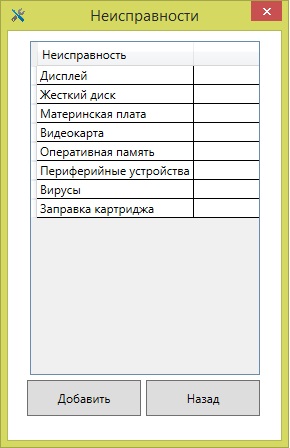 Неисправности
Неисправность
Дисплей
Жесткий диск
Материнская плата
Видеокарта
Оперативная память
Периферийные устройства
Вирусы
Заправка картриджа
Добавить Назад